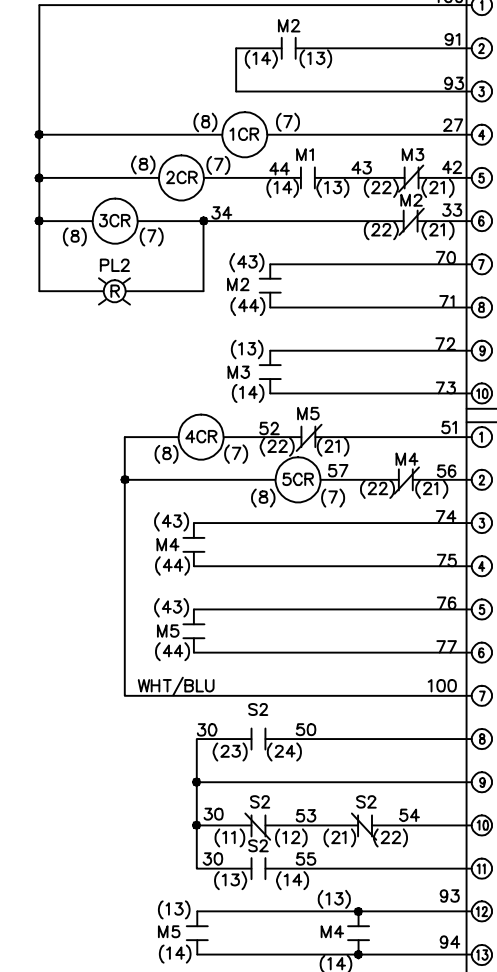 1
M2
91 2
(14) (13)
93 3
(8) 1CR (7) 27 4
(8) 2CR (7) 44 M1 43 M3 42 5
(14) (13) (22) (21)
3CR 34 M2 33 6
(8) (7) (22) (21)
PL2
R
(43) 70 7
M2
(44) 71 8
(13) 72 9
M3
(14) 73 10
4CR 52 M5 51 1
(8) (7) (22) (21)
5CR 57 M4 56 2
(8) (7) (22) (21)
(43) 74 3
M4
(44) 75 4
(43) 76 5
M5
(44) 77 6
WHT/BLU 100 7
S2
30 50 8
(23) (24)
9
30 S2 53 S2 54 10
(11) (12) (21) (22)
S2
30 55 11
(13) (14)
(13) (13) 93 12
M5 M4
(14) (14) 94 13